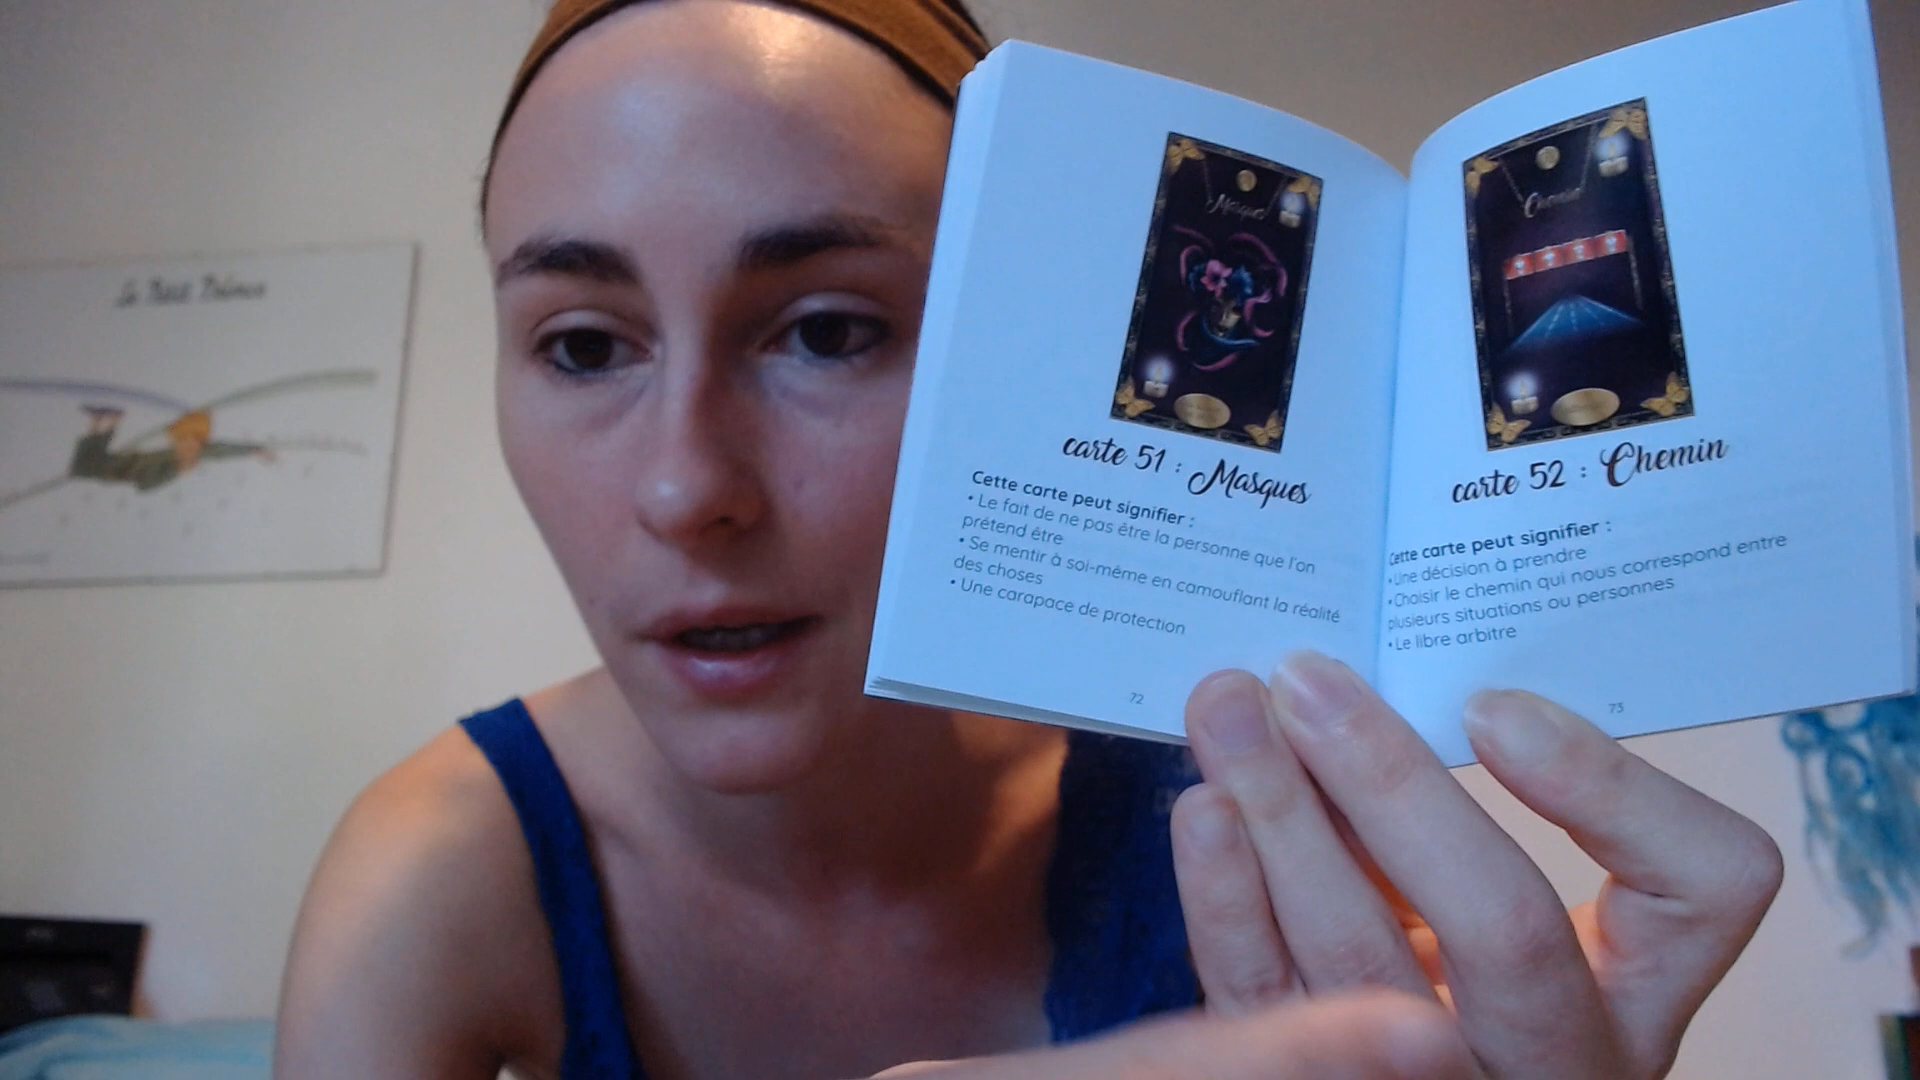 Le Petit Prince
Masques
carte 51 : Masques
Cette carte peut signifier :
• Le fait de ne pas être la personne que l'on
prétend être
• Se mentir à soi-même en camouflant la réalité
des choses
• Une carapace de protection
72
Chemin
carte 52 : Chemin
Cette carte peut signifier :
•Une décision à prendre
•Choisir le chemin qui nous correspond entre
plusieurs situations ou personnes
•Le libre arbitre
73